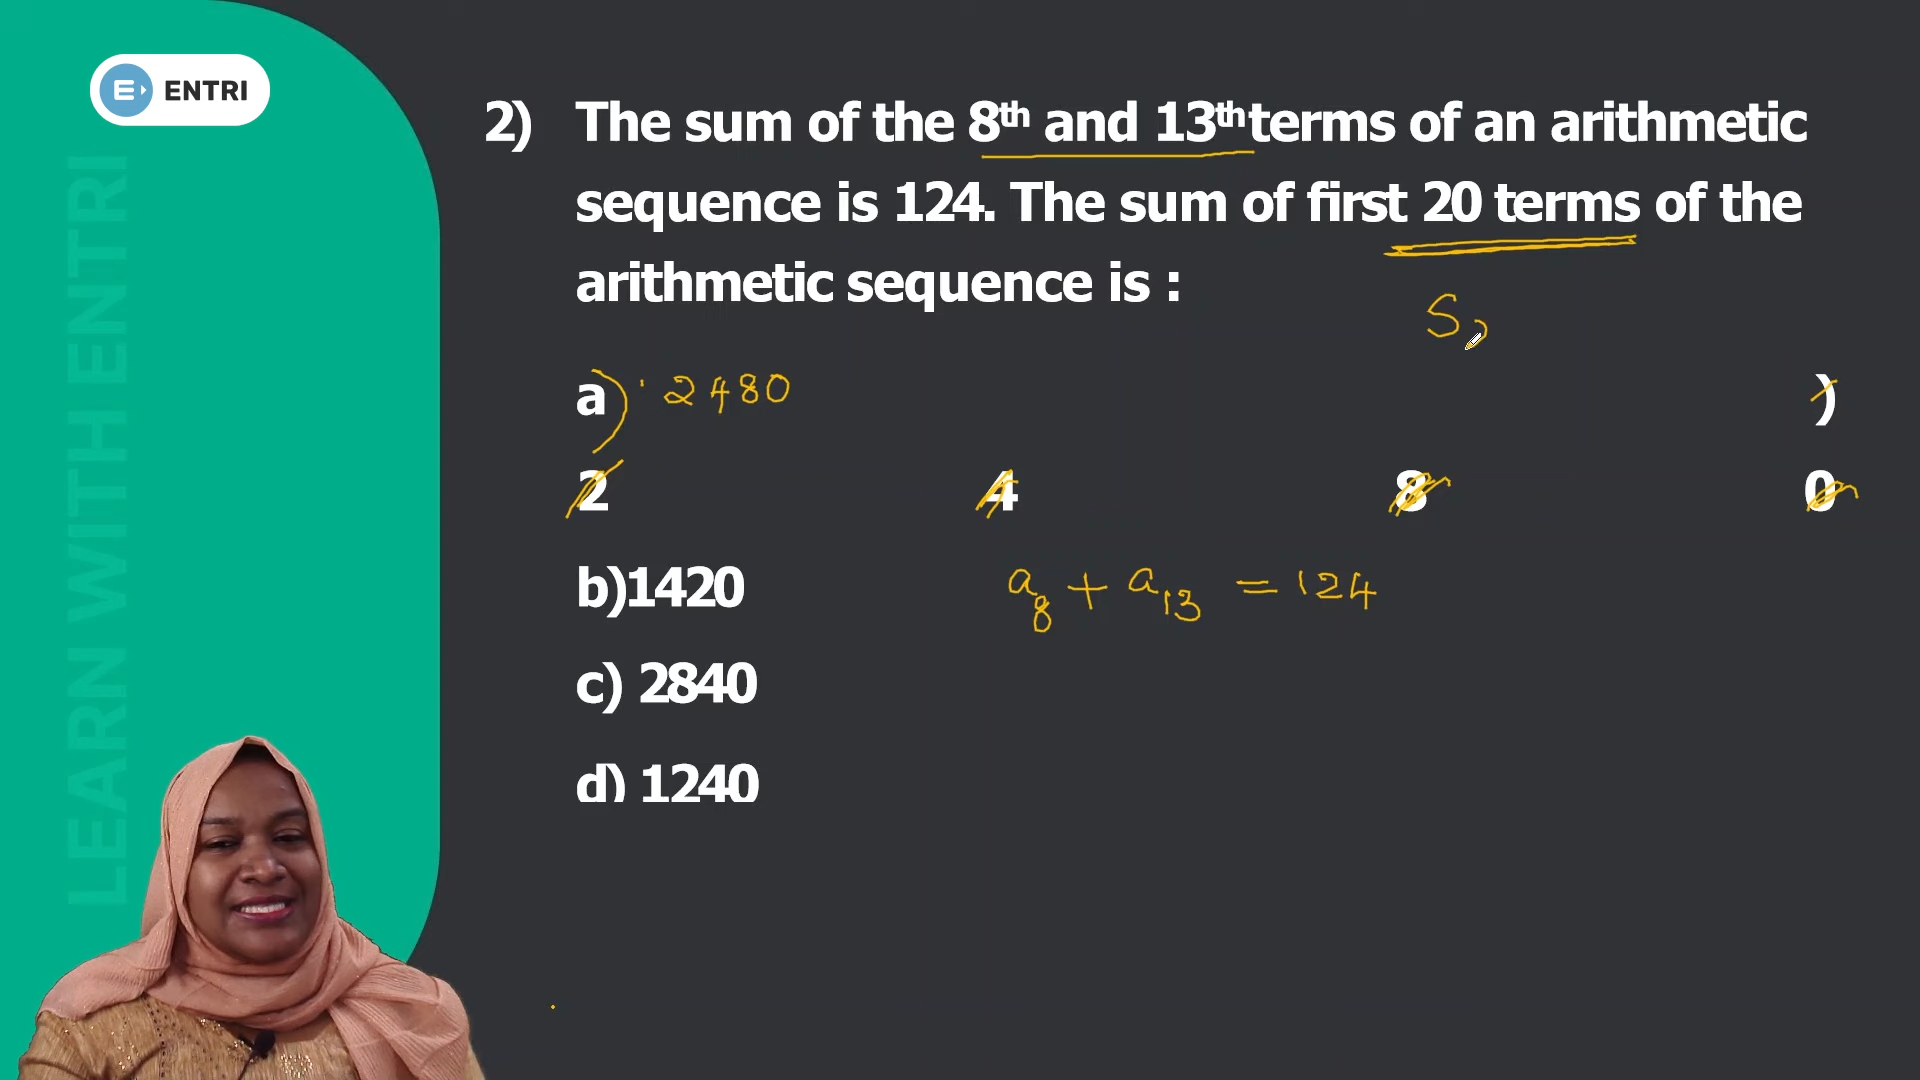 ENTRI
LEARN WITH ENTRI
2) The sum of the 8th and 13th terms of an arithmetic
sequence is 124. The sum of first 20 terms of the
arithmetic sequence is :
S
a) 2480 )
2 4 8 0
b)1420 a8 + a13 = 124
c) 2840
d) 1240